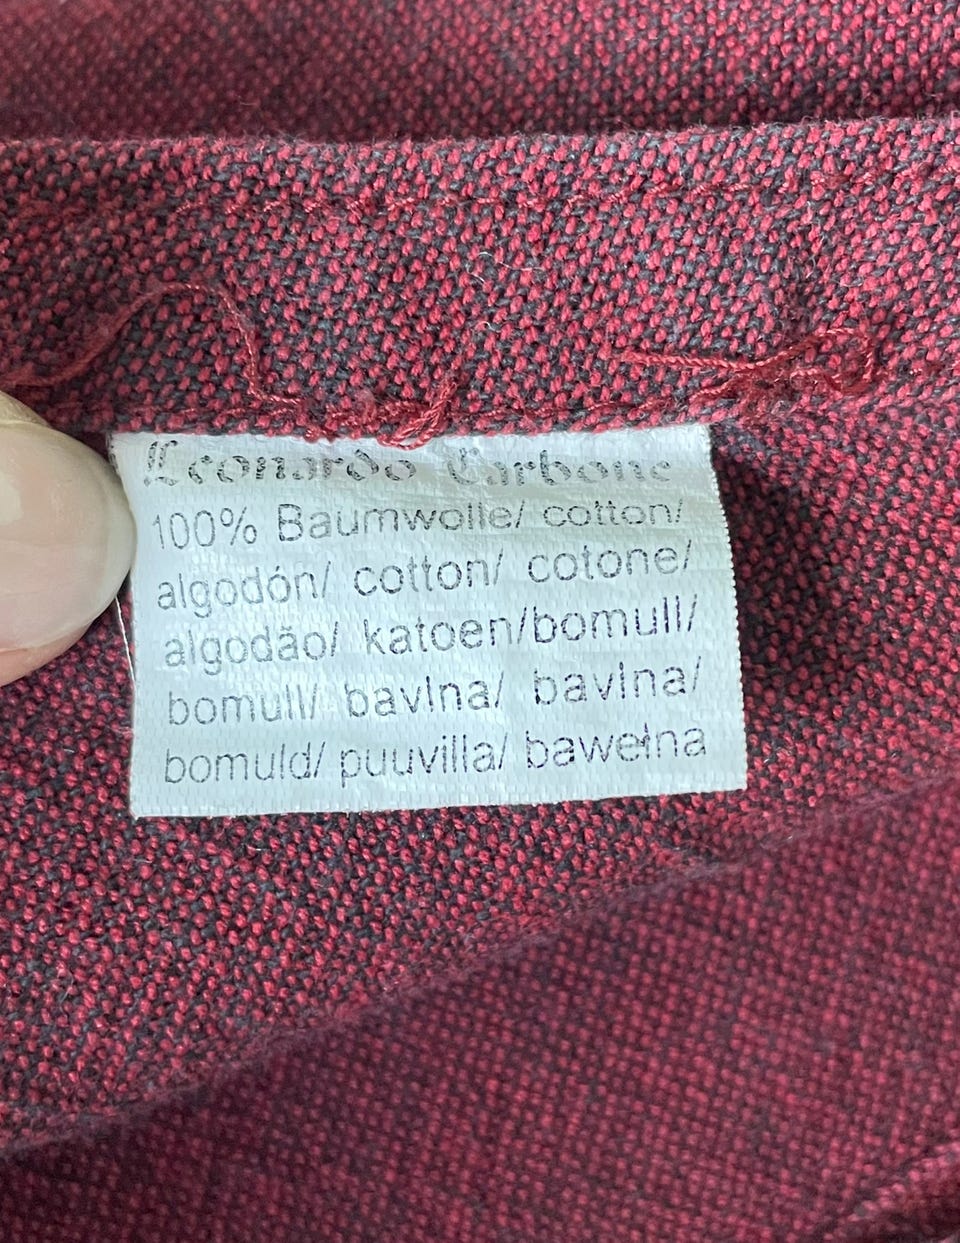 Leonardo Carbone
100% Baumwolle/ cotton/
algodón/ cotton/ cotone/
algodão/ katoen/bomull/
bomull/ bavlna/ bavlna/
bomuld/ puuvilla/ bawełna